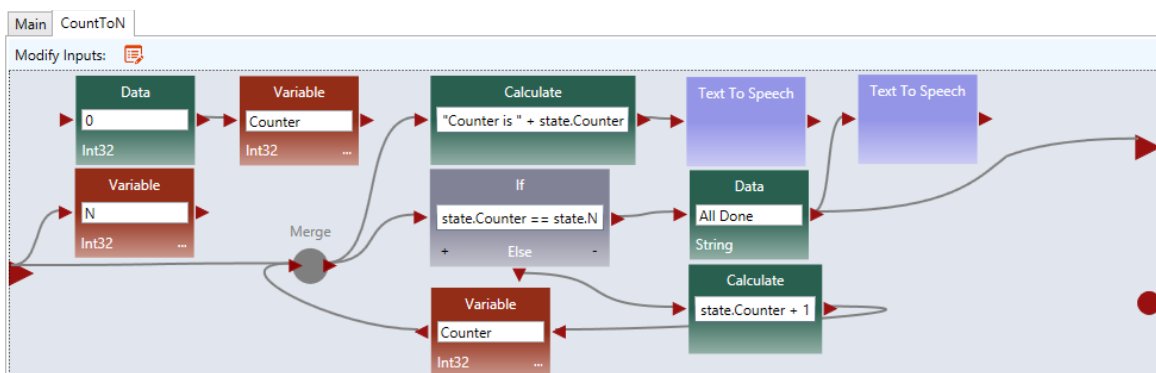 Main CountToN
Modify Inputs:
Data
0
Int32
Variable
Counter
Int32 ...
Calculate
"Counter is " + state.Counter
Text To Speech
Text To Speech
Variable
N
Int32 ...
Merge
If
state.Counter == state.N
+ Else -
Data
All Done
String
Variable
Counter
Int32 ...
Calculate
state.Counter + 1